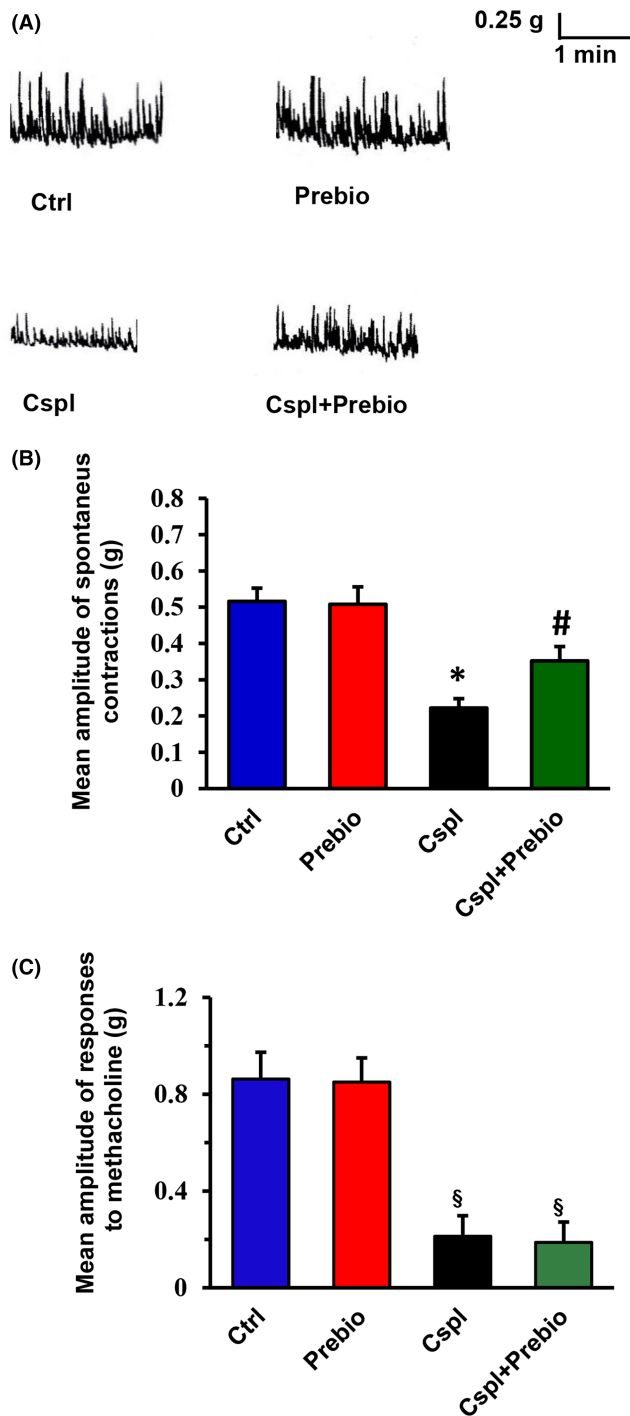 (A)
0.25 g
1 min
Ctrl
Prebio
Cspl
Cspl+Prebio
(B)
Mean amplitude of spontaneus
contractions (g)
0.8
0.7
0.6
0.5
0.4
0.3
0.2
0.1
0
*
#
Ctrl
Prebio
Cspl
Cspl+Prebio
(C)
Mean amplitude of responses
to methacholine (g)
1.2
0.8
0.4
0
§
§
Ctrl
Prebio
Cspl
Cspl+Prebio